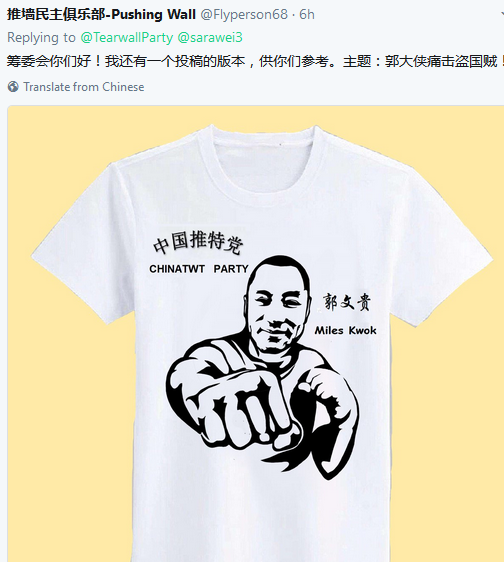 推墙民主俱乐部-Pushing Wall @Flyperson68 · 6h
Replying to @TearwallParty @sarawei3
筹委会你们好！我还有一个投稿的版本，供你们参考。主题：郭大侠痛击盗国贼！
Translate from Chinese
中国推特党
CHINATWT PARTY
郭文贵
Miles Kwok